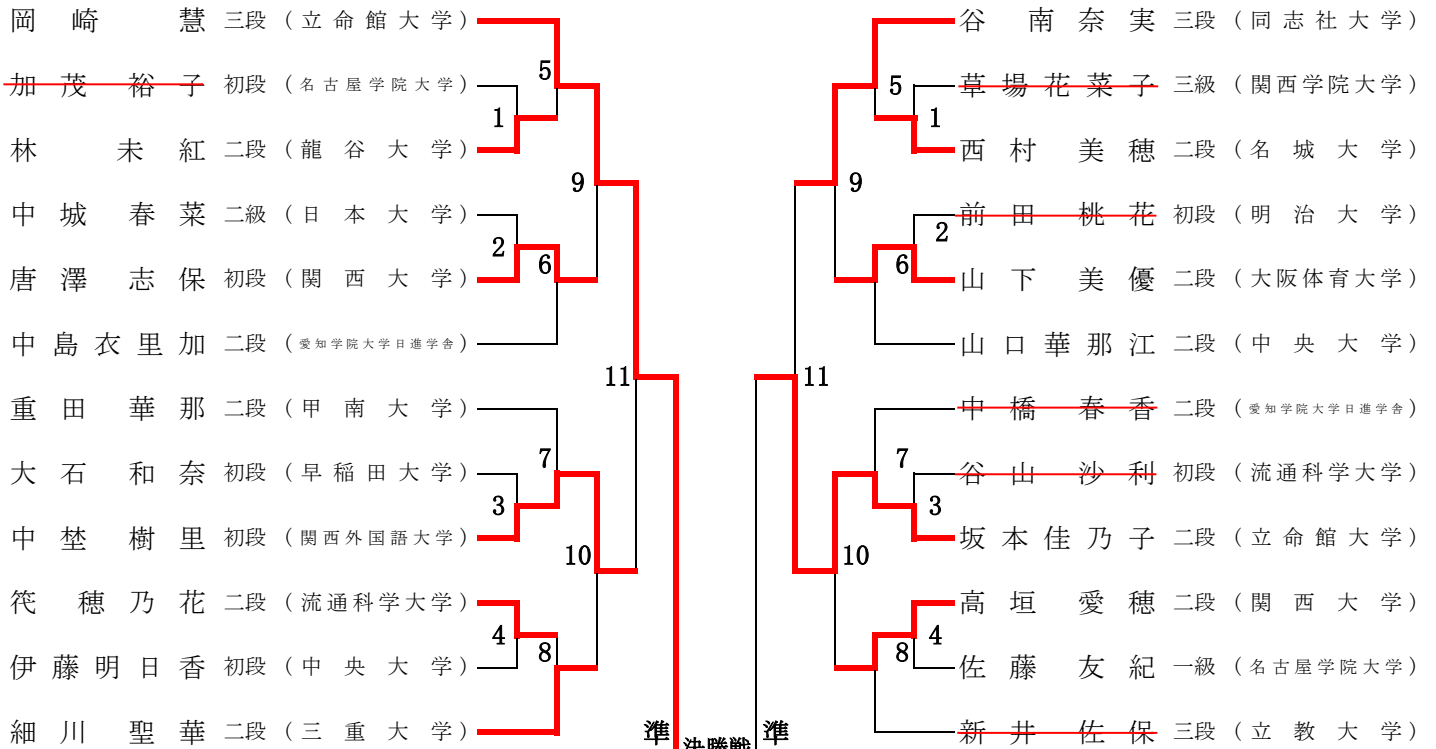 岡崎 慧 三段 (立命館大学)
加茂裕子 初段 (名古屋学院大学)
林 未紅 二段 (龍谷大学)
中城春菜 二級 (日本大学)
唐澤志保 初段 (関西大学)
中島衣里加 二段 (愛知学院大学日進学舎)
重田華那 二段 (甲南大学)
大石和奈 初段 (早稲田大学)
中埜樹里 初段 (関西外国語大学)
筏穂乃花 二段 (流通科学大学)
伊藤明日香 初段 (中央大学)
細川聖華 二段 (三重大学)
5
1
9
2
6
11
7
3
10
4
8
準
決勝戦
準
5
1
9
2
6
11
7
3
10
4
8
谷 南奈実 三段 (同志社大学)
草場花菜子 三級 (関西学院大学)
西村美穂 二段 (名城大学)
前田桃花 初段 (明治大学)
山下美優 二段 (大阪体育大学)
山口華那江 二段 (中央大学)
中橋春香 二段 (愛知学院大学日進学舎)
谷山沙利 初段 (流通科学大学)
坂本佳乃子 二段 (立命館大学)
高垣愛穂 二段 (関西大学)
佐藤友紀 一級 (名古屋学院大学)
新井佐保 三段 (立教大学)